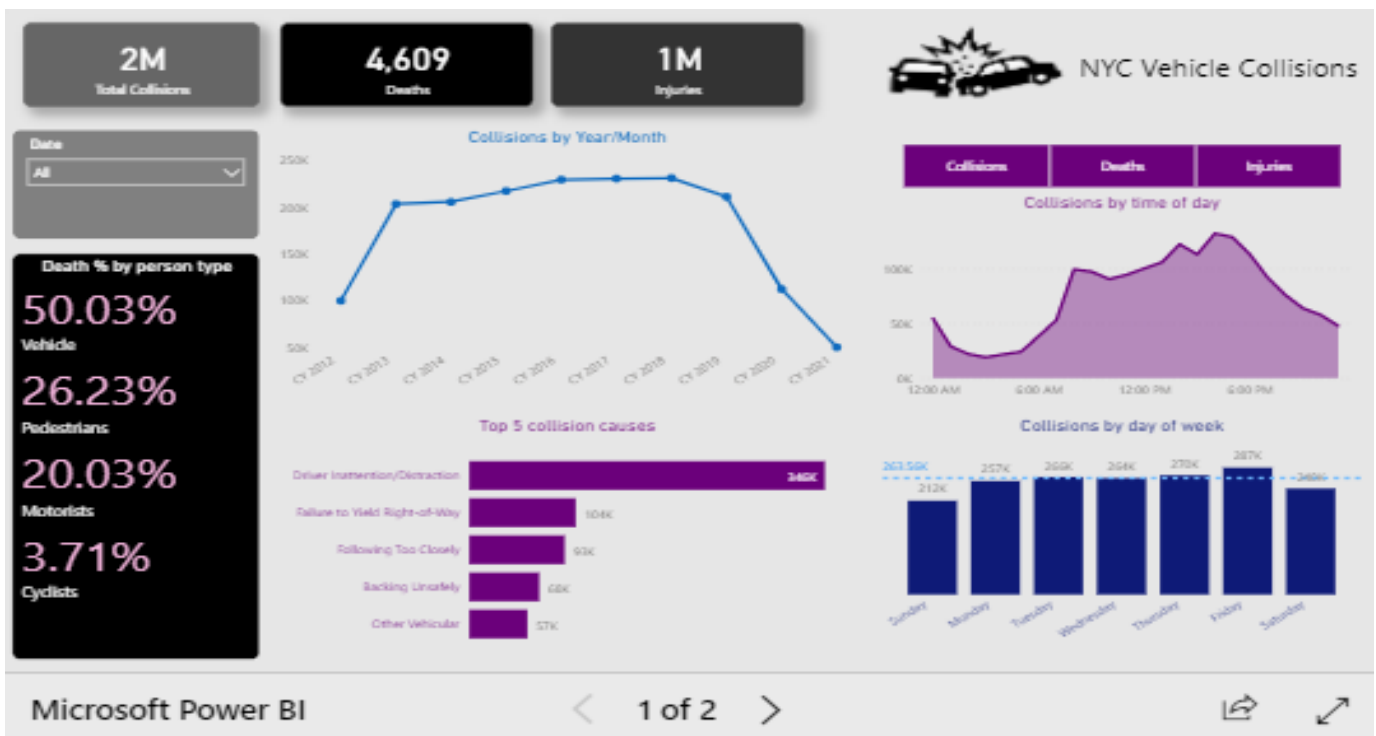 2M
Total Collisions
4,609
Deaths
1M
Injuries
NYC Vehicle Collisions
Date
All
Death % by person type
50.03%
Vehicle
26.23%
Pedestrians
20.03%
Motorists
3.71%
Cyclists
Collisions by Year/Month
250K
200K
150K
100K
50K
CY 2012
CY 2013
CY 2014
CY 2015
CY 2016
CY 2017
CY 2018
CY 2019
CY 2020
CY 2021
Top 5 collision causes
Driver Inattention/Distraction
346K
Failure to Yield Right-of-Way
104K
Following Too Closely
93K
Backing Unsafely
68K
Other Vehicular
57K
Collisions
Deaths
Injuries
Collisions by time of day
100K
50K
0K
12:00 AM
6:00 AM
12:00 PM
6:00 PM
Collisions by day of week
263.56K
212K
257K
266K
264K
270K
287K
Sunday
Monday
Tuesday
Wednesday
Thursday
Friday
Saturday
Microsoft Power BI
1 of 2